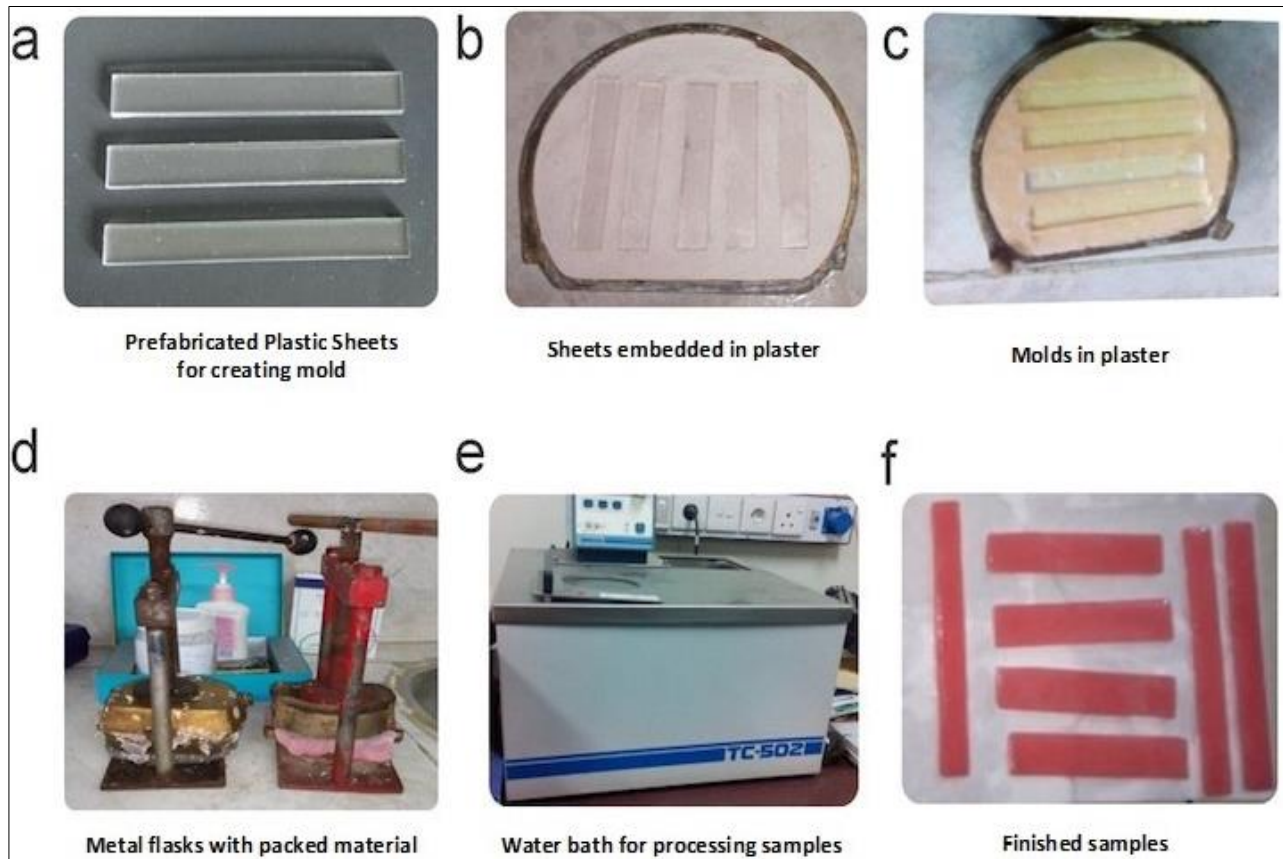 a
b
c
Prefabricated Plastic Sheets
for creating mold
Sheets embedded in plaster
Molds in plaster
d
e
f
TC-502
Metal flasks with packed material
Water bath for processing samples
Finished samples